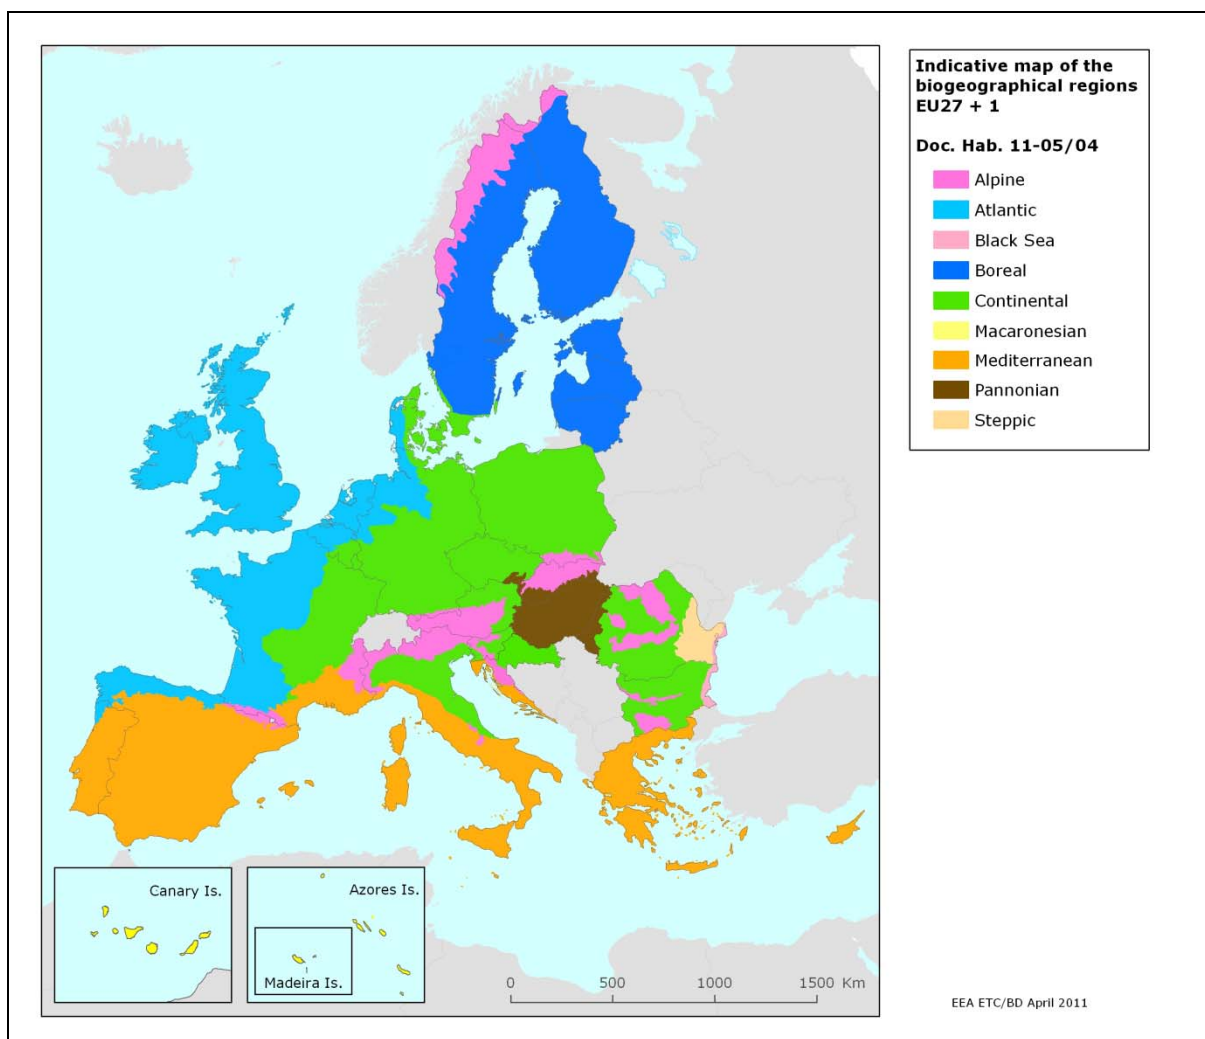 Indicative map of the
biogeographical regions
EU27 + 1
Doc. Hab. 11-05/04
Alpine
Atlantic
Black Sea
Boreal
Continental
Macaronesian
Mediterranean
Pannonian
Steppic
Canary Is.
Azores Is.
Madeira Is.
0 500 1000 1500 Km
EEA ETC/BD April 2011